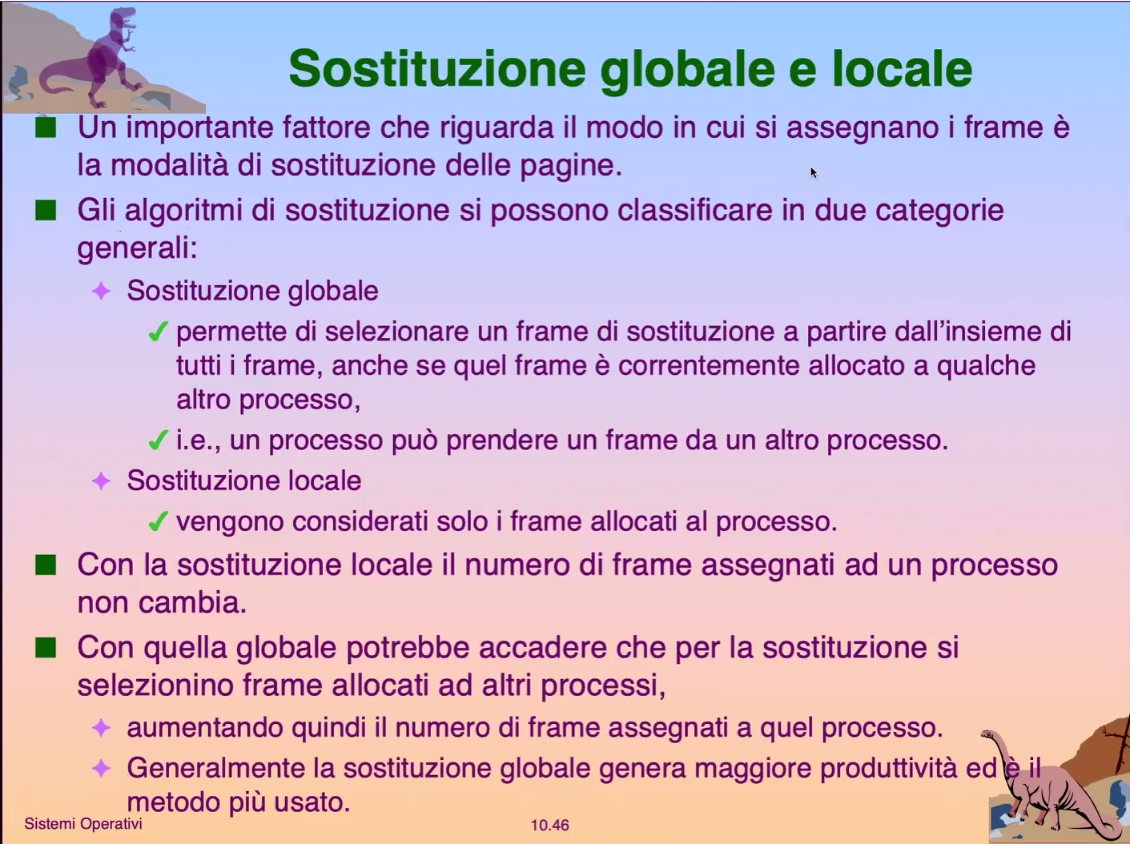 Sostituzione globale e locale
Un importante fattore che riguarda il modo in cui si assegnano i frame è
la modalità di sostituzione delle pagine.
Gli algoritmi di sostituzione si possono classificare in due categorie
generali:
Sostituzione globale
permette di selezionare un frame di sostituzione a partire dall'insieme di
tutti i frame, anche se quel frame è correntemente allocato a qualche
altro processo,
i.e., un processo può prendere un frame da un altro processo.
Sostituzione locale
vengono considerati solo i frame allocati al processo.
Con la sostituzione locale il numero di frame assegnati ad un processo
non cambia.
Con quella globale potrebbe accadere che per la sostituzione si
selezionino frame allocati ad altri processi,
aumentando quindi il numero di frame assegnati a quel processo.
Generalmente la sostituzione globale genera maggiore produttività ed è il
metodo più usato.
Sistemi Operativi
10.46